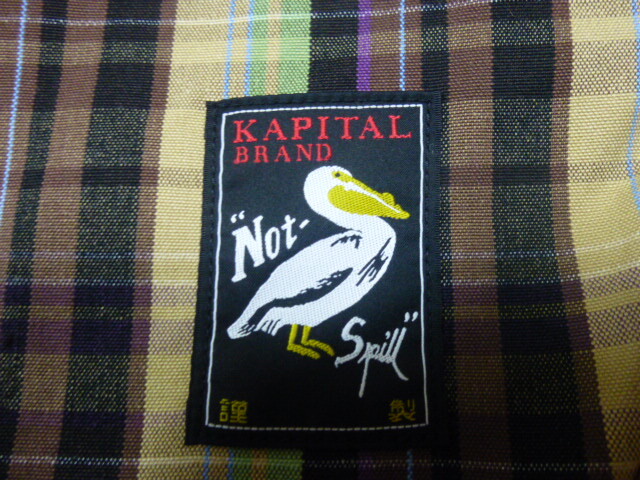 KAPITAL
BRAND
"Not-
Spill"
謹製